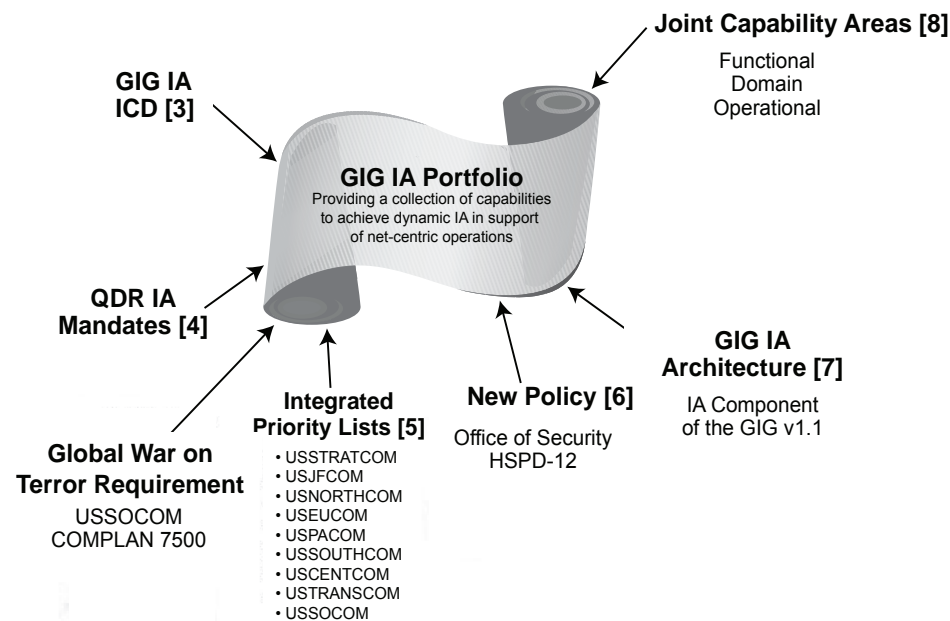 Joint Capability Areas [8]
Functional
Domain
Operational
GIG IA
ICD [3]
GIG IA Portfolio
Providing a collection of capabilities
to achieve dynamic IA in support
of net-centric operations
QDR IA
Mandates [4]
GIG IA
Architecture [7]
IA Component
of the GIG v1.1
New Policy [6]
Office of Security
HSPD-12
Integrated
Priority Lists [5]
• USSTRATCOM
• USJFCOM
• USNORTHCOM
• USEUCOM
• USPACOM
• USSOUTHCOM
• USCENTCOM
• USTRANSCOM
• USSOCOM
Global War on
Terror Requirement
USSOCOM
COMPLAN 7500